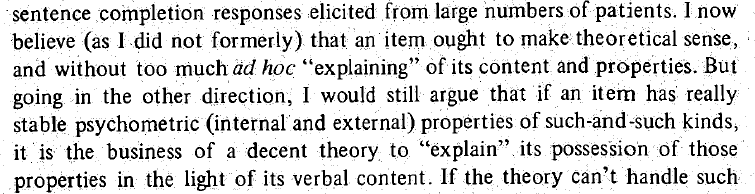 sentence completion responses elicited from large numbers of patients. I now
believe (as I did not formerly) that an item ought to make theoretical sense,
and without too much ad hoc “explaining” of its content and properties. But
going in the other direction, I would still argue that if an item has really
stable psychometric (internal and external) properties of such-and-such kinds,
it is the business of a decent theory to “explain” its possession of those
properties in the light of its verbal content. If the theory can’t handle such